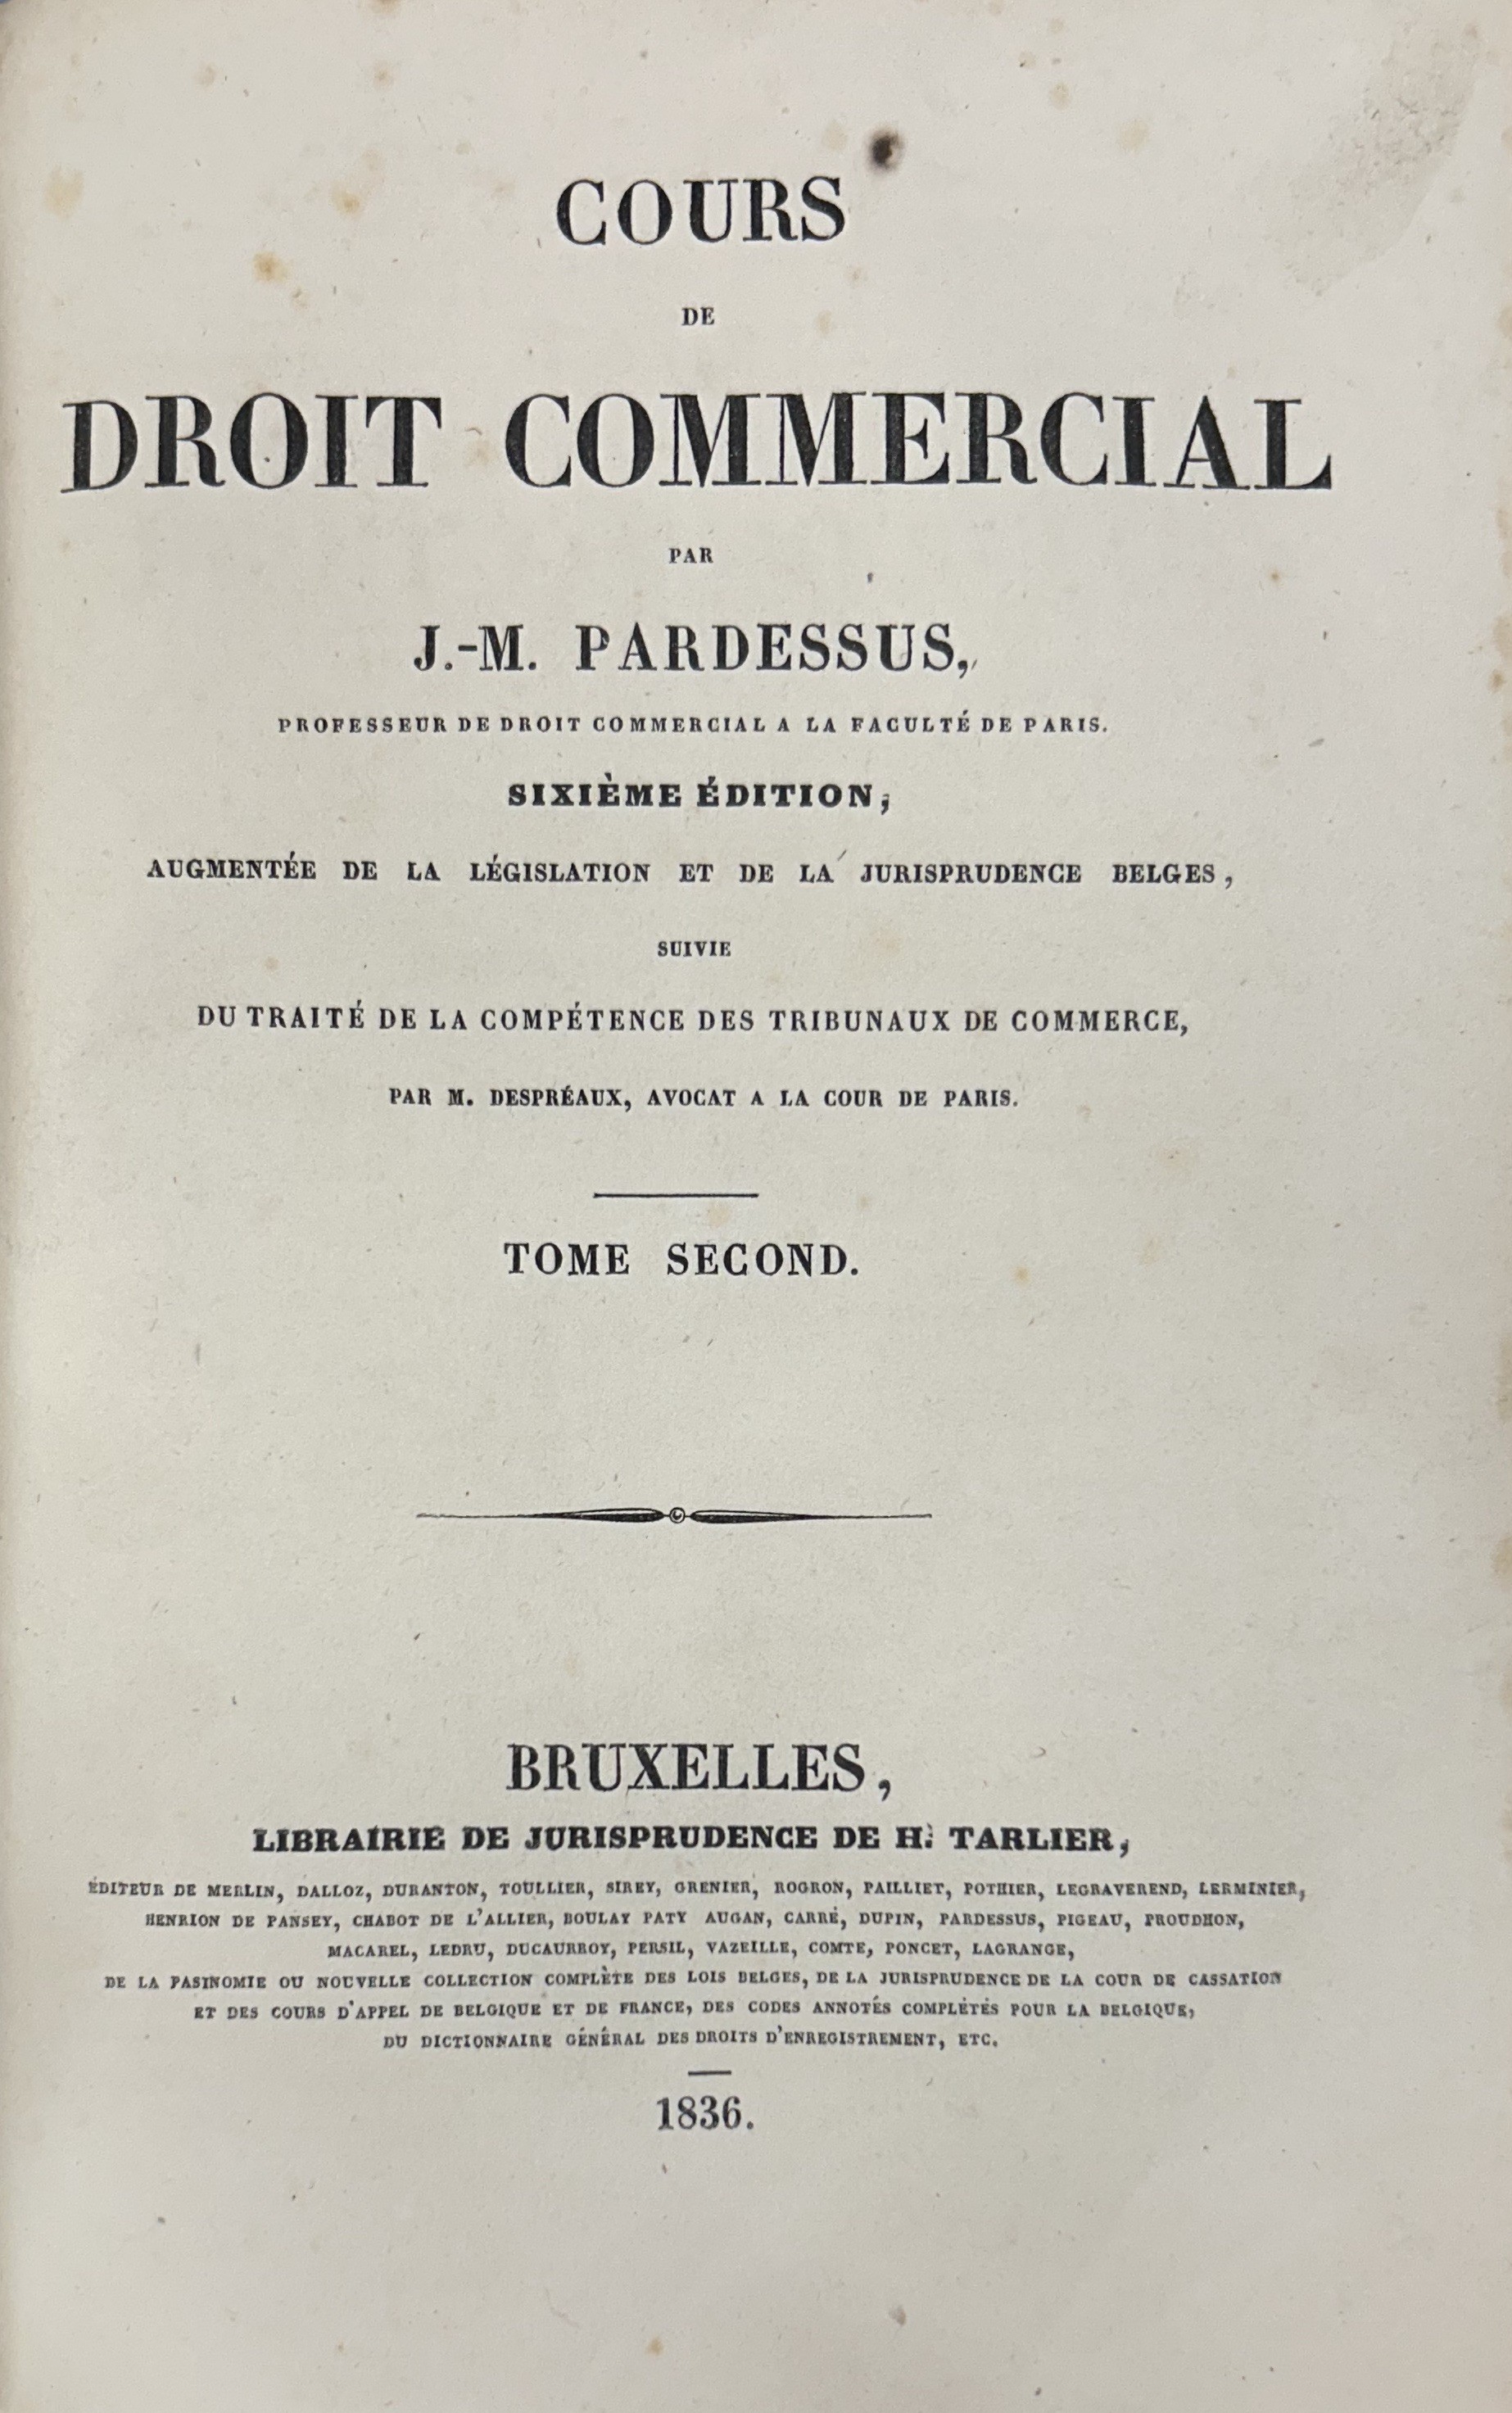 COURS
DE
DROIT COMMERCIAL
PAR
J.-M. PARDESSUS,
PROFESSEUR DE DROIT COMMERCIAL A LA FACULTÉ DE PARIS.
SIXIÈME ÉDITION,
AUGMENTÉE DE LA LÉGISLATION ET DE LA JURISPRUDENCE BELGES,
SUIVIE
DU TRAITÉ DE LA COMPÉTENCE DES TRIBUNAUX DE COMMERCE,
PAR M. DESPRÉAUX, AVOCAT A LA COUR DE PARIS.
TOME SECOND.
BRUXELLES,
LIBRAIRIE DE JURISPRUDENCE DE H. TARLIER,
ÉDITEUR DE MERLIN, DALLOZ, DURANTON, TOULLIER, SIREY, GRENIER, ROGRON, PAILLIET, POTHIER, LEGRAVEREND, LERMINIER,
HENRION DE PANSEY, CHABOT DE L'ALLIER, BOULAY PATY AUGAN, CARRÉ, DUPIN, PARDESSUS, PIGEAU, PROUDHON,
MACAREL, LEDRU, DUCAURROY, PERSIL, VAZEILLE, COMTE, PONCET, LAGRANGE,
DE LA PASINOMIE OU NOUVELLE COLLECTION COMPLÈTE DES LOIS BELGES, DE LA JURISPRUDENCE DE LA COUR DE CASSATION
ET DES COURS D'APPEL DE BELGIQUE ET DE FRANCE, DES CODES ANNOTÉS COMPLÉTÉS POUR LA BELGIQUE,
DU DICTIONNAIRE GÉNÉRAL DES DROITS D'ENREGISTREMENT, ETC.
1836.